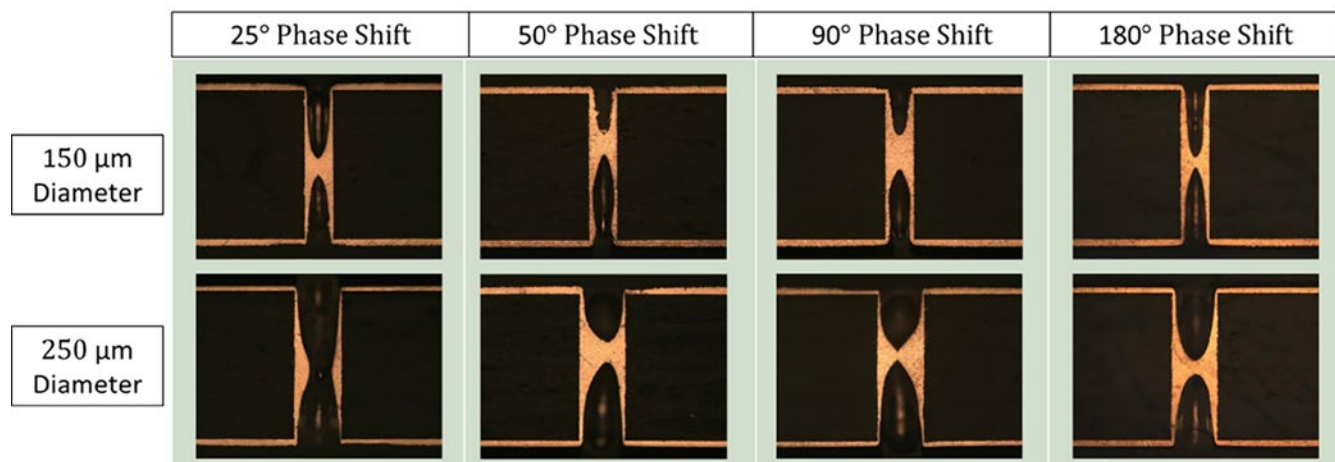 25° Phase Shift
50° Phase Shift
90° Phase Shift
180° Phase Shift
150 μm
Diameter
250 μm
Diameter